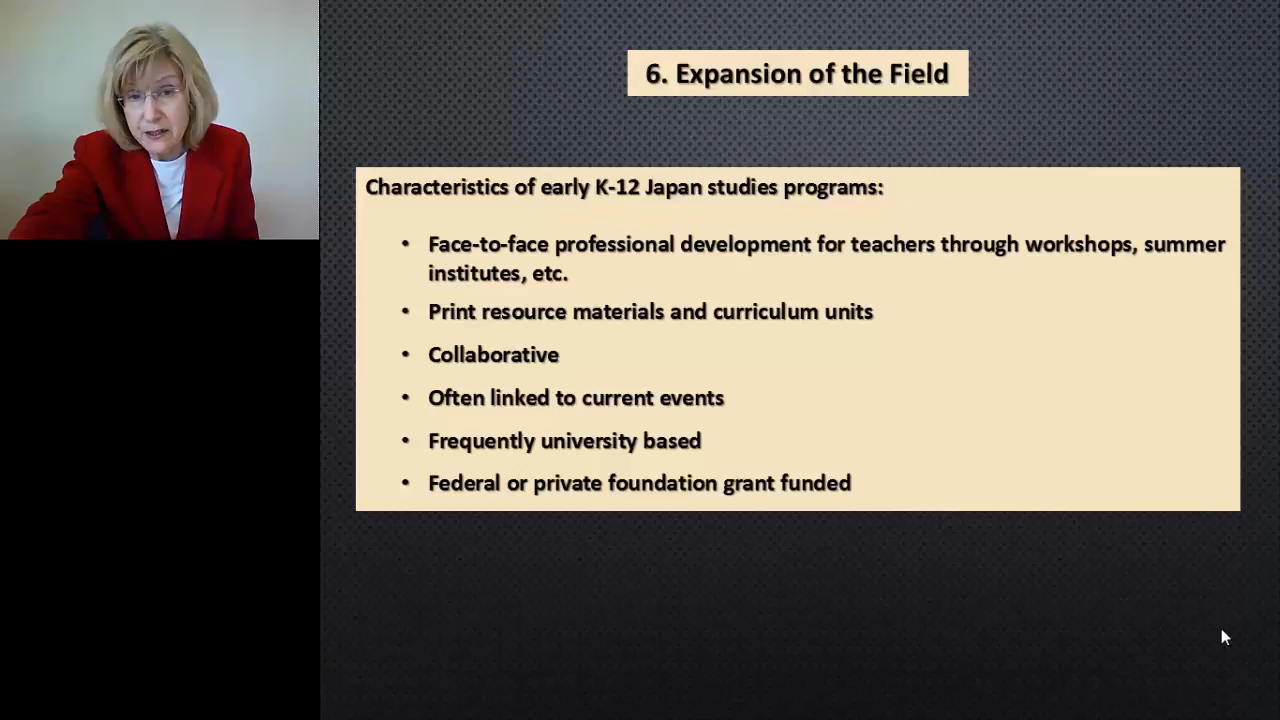 6. Expansion of the Field
Characteristics of early K-12 Japan studies programs:
• Face-to-face professional development for teachers through workshops, summer
institutes, etc.
• Print resource materials and curriculum units
• Collaborative
• Often linked to current events
• Frequently university based
• Federal or private foundation grant funded